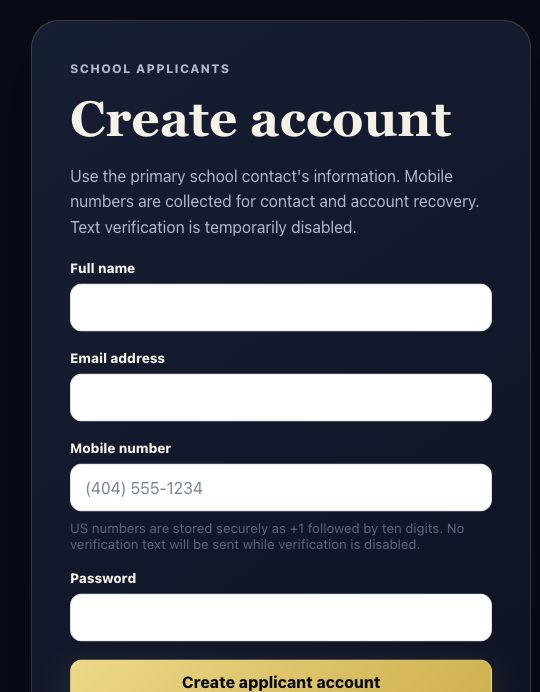 SCHOOL APPLICANTS
Create account
Use the primary school contact's information. Mobile
numbers are collected for contact and account recovery.
Text verification is temporarily disabled.
Full name
Email address
Mobile number
(404) 555-1234
US numbers are stored securely as +1 followed by ten digits. No
verification text will be sent while verification is disabled.
Password
Create applicant account